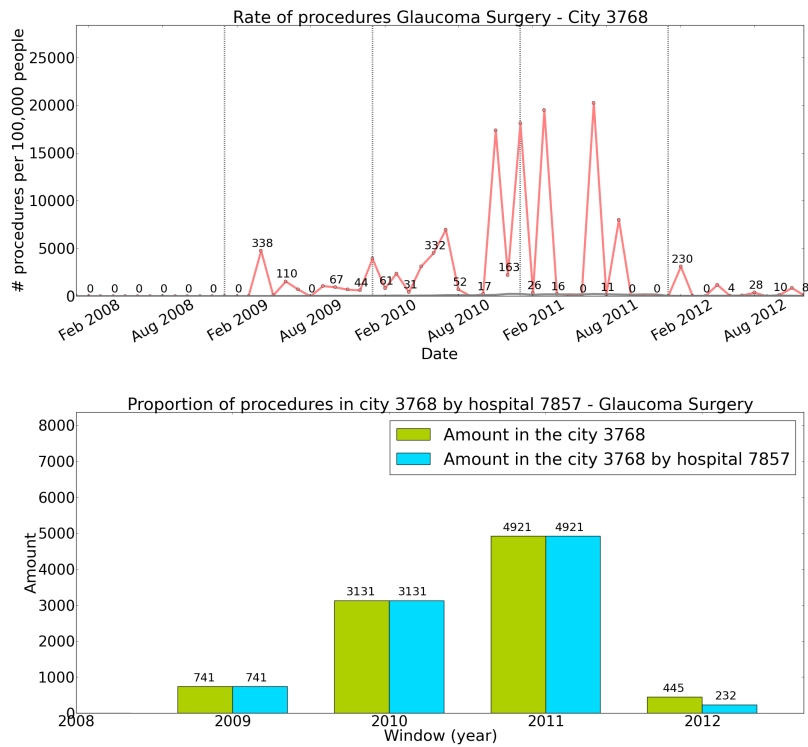 Rate of procedures Glaucoma Surgery - City 3768
# procedures per 100,000 people
25000
20000
15000
10000
5000
0
0 0 0 0 0 0 0 338 110 0 67 44 61 31 332 52 17 163 26 16 0 11 0 0 230 0 4 28 10 8
Feb 2008 Aug 2008 Feb 2009 Aug 2009 Feb 2010 Aug 2010 Feb 2011 Aug 2011 Feb 2012 Aug 2012
Date
Proportion of procedures in city 3768 by hospital 7857 - Glaucoma Surgery
Amount in the city 3768
Amount in the city 3768 by hospital 7857
Amount
8000
7000
6000
5000
4000
3000
2000
1000
0
741 741 3131 3131 4921 4921 445 232
2008 2009 2010 2011 2012
Window (year)